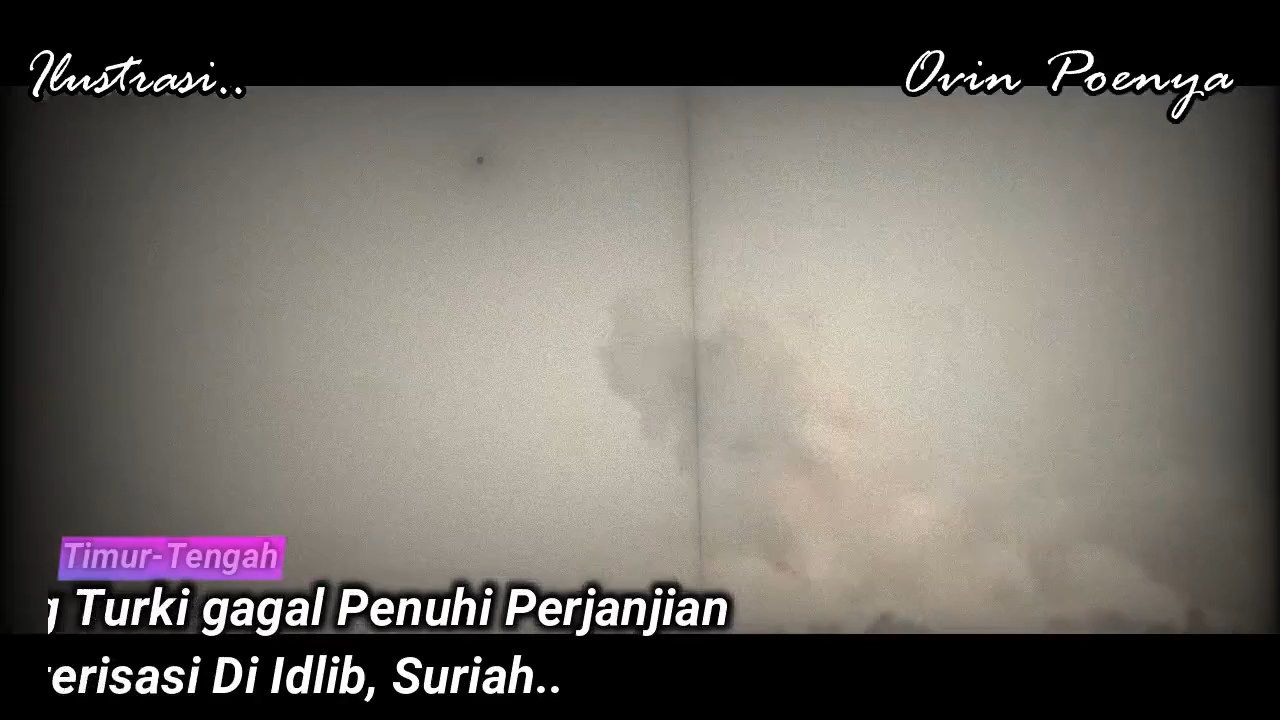 Ilustrasi..
Ovin Poenya
Timur-Tengah
Turki gagal Penuhi Perjanjian
Di Idlib, Suriah..